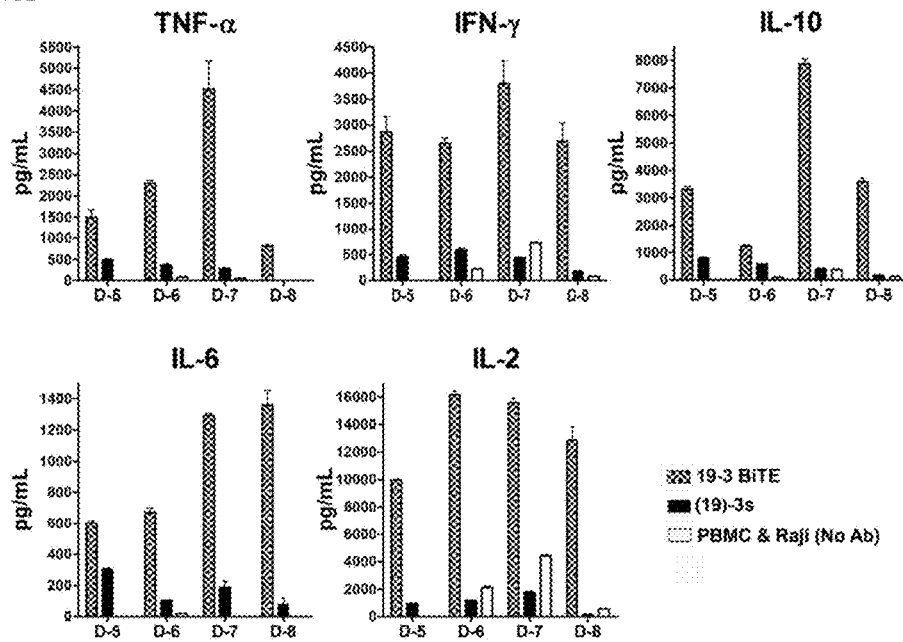 TNF-α
IFN-γ
IL-10
5500
5000
4500
4000
3500
3000
2500
2000
1500
1000
500
0
pg/mL
D-5 D-6 D-7 D-8
4500
4000
3500
3000
2500
2000
1500
1000
500
0
pg/mL
D-5 D-6 D-7 D-8
8000
6000
4000
2000
1000
0
pg/mL
D-5 D-6 D-7 D-8
IL-6
IL-2
1400
1200
1000
800
600
400
200
0
pg/mL
D-5 D-6 D-7 D-8
16000
14000
12000
10000
8000
6000
4000
2000
0
pg/mL
D-5 D-6 D-7 D-8
19-3 BiTE
(19)-3s
PBMC & Raji (No Ab)